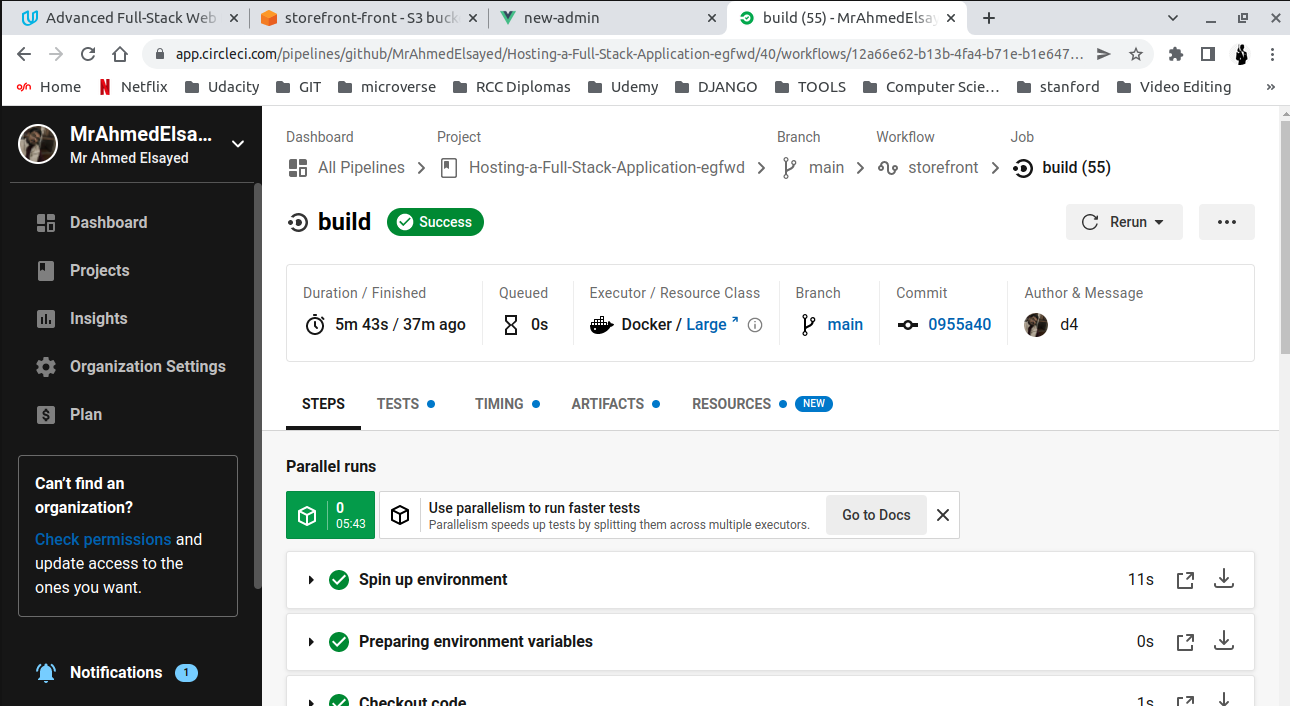 Advanced Full-Stack Web
storefront-front - S3 buck
new-admin
build (55) - MrAhmedElsay
app.circleci.com/pipelines/github/MrAhmedElsayed/Hosting-a-Full-Stack-Application-egfwd/40/workflows/12a66e62-b13b-4fa4-b71e-b1e647...
Home
Netflix
Udacity
GIT
microverse
RCC Diplomas
Udemy
DJANGO
TOOLS
Computer Scie...
stanford
Video Editing
»
MrAhmedElsa...
Mr Ahmed Elsayed
Dashboard
Projects
Insights
Organization Settings
Plan
Can't find an
organization?
Check permissions and
update access to the
ones you want.
Notifications 1
Dashboard Project Branch Workflow Job
All Pipelines Hosting-a-Full-Stack-Application-egfwd main storefront build (55)
build Success Rerun
Duration / Finished Queued Executor / Resource Class Branch Commit Author & Message
5m 43s / 37m ago 0s Docker / Large main 0955a40 d4
STEPS TESTS TIMING ARTIFACTS RESOURCES NEW
Parallel runs
0
05:43
Use parallelism to run faster tests
Parallelism speeds up tests by splitting them across multiple executors.
Go to Docs
Spin up environment 11s
Preparing environment variables 0s
Checkout code 1s